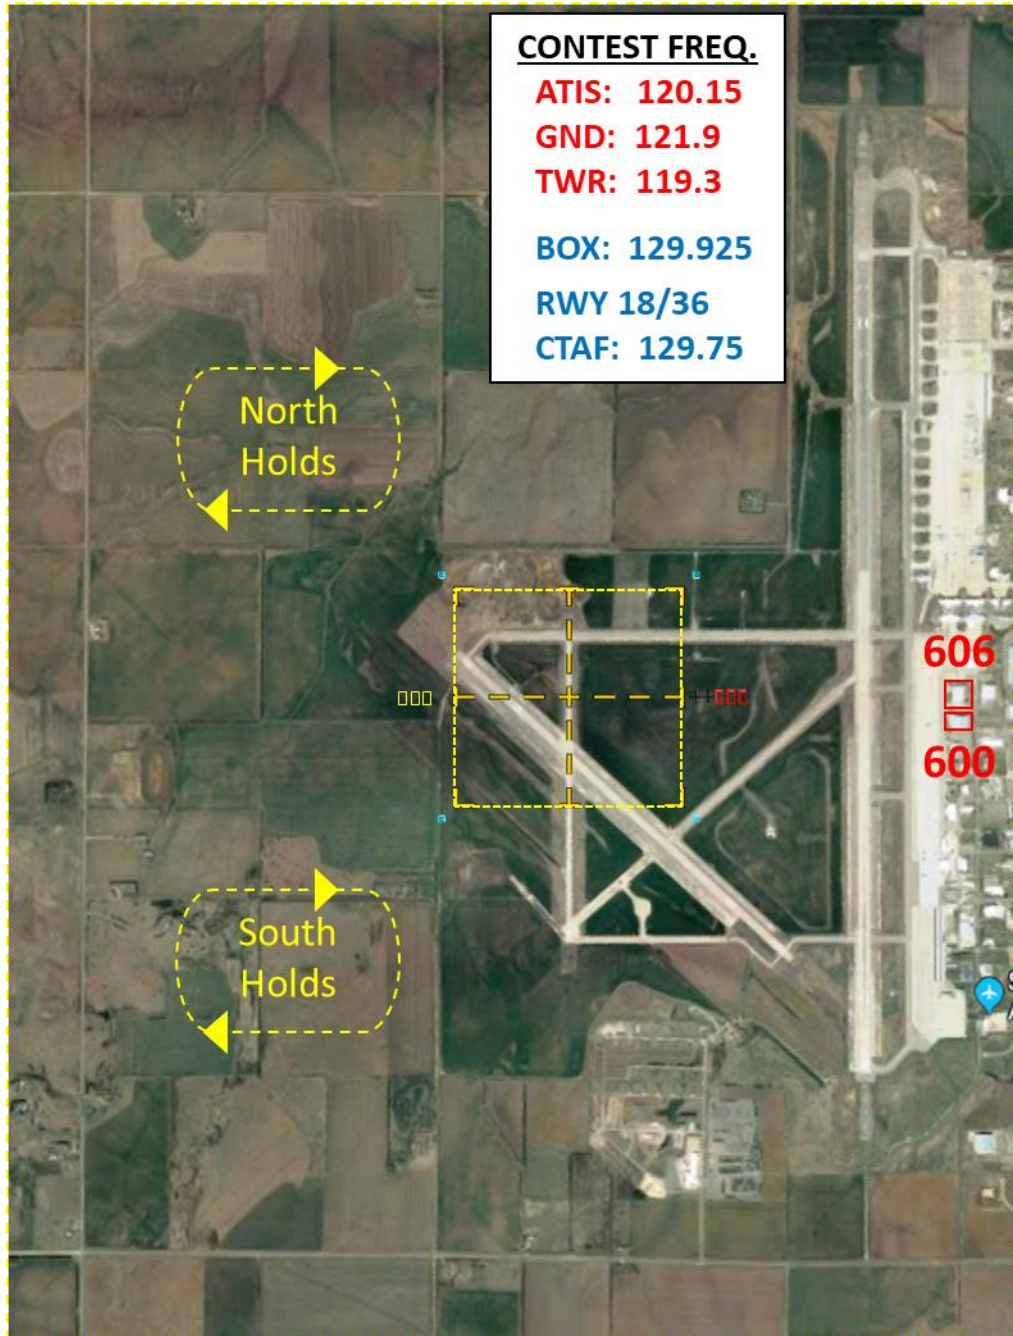 CONTEST FREQ.
ATIS: 120.15
GND: 121.9
TWR: 119.3
BOX: 129.925
RWY 18/36
CTAF: 129.75
North
Holds
606
600
South
Holds